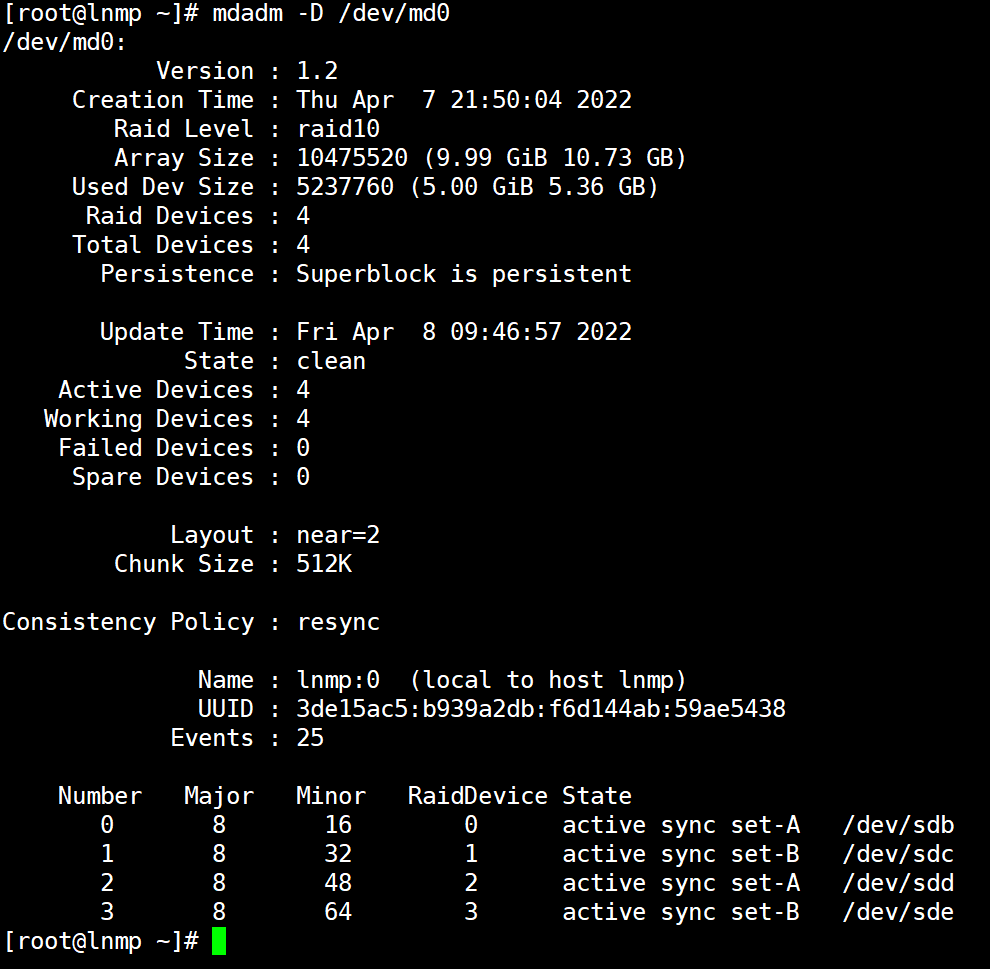 [root@lnmp ~]# mdadm -D /dev/md0
/dev/md0:
           Version : 1.2
     Creation Time : Thu Apr  7 21:50:04 2022
        Raid Level : raid10
        Array Size : 10475520 (9.99 GiB 10.73 GB)
     Used Dev Size : 5237760 (5.00 GiB 5.36 GB)
      Raid Devices : 4
     Total Devices : 4
       Persistence : Superblock is persistent

       Update Time : Fri Apr  8 09:46:57 2022
             State : clean
    Active Devices : 4
   Working Devices : 4
    Failed Devices : 0
     Spare Devices : 0

            Layout : near=2
        Chunk Size : 512K

Consistency Policy : resync

              Name : lnmp:0  (local to host lnmp)
              UUID : 3de15ac5:b939a2db:f6d144ab:59ae5438
            Events : 25

    Number   Major   Minor   RaidDevice State
       0       8       16        0      active sync set-A   /dev/sdb
       1       8       32        1      active sync set-B   /dev/sdc
       2       8       48        2      active sync set-A   /dev/sdd
       3       8       64        3      active sync set-B   /dev/sde
[root@lnmp ~]#